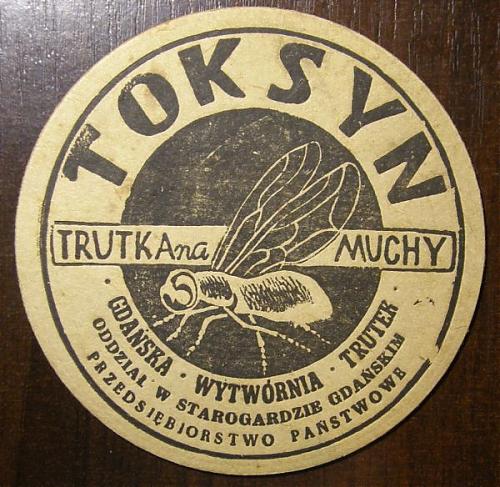 TOKSYN
TRUTKA na MUCHY
· GDAŃSKA · WYTWÓRNIA · TRUTEK ·
ODDZIAŁ W STAROGARDZIE GDAŃSKIM
PRZEDSIĘBIORSTWO PAŃSTWOWE